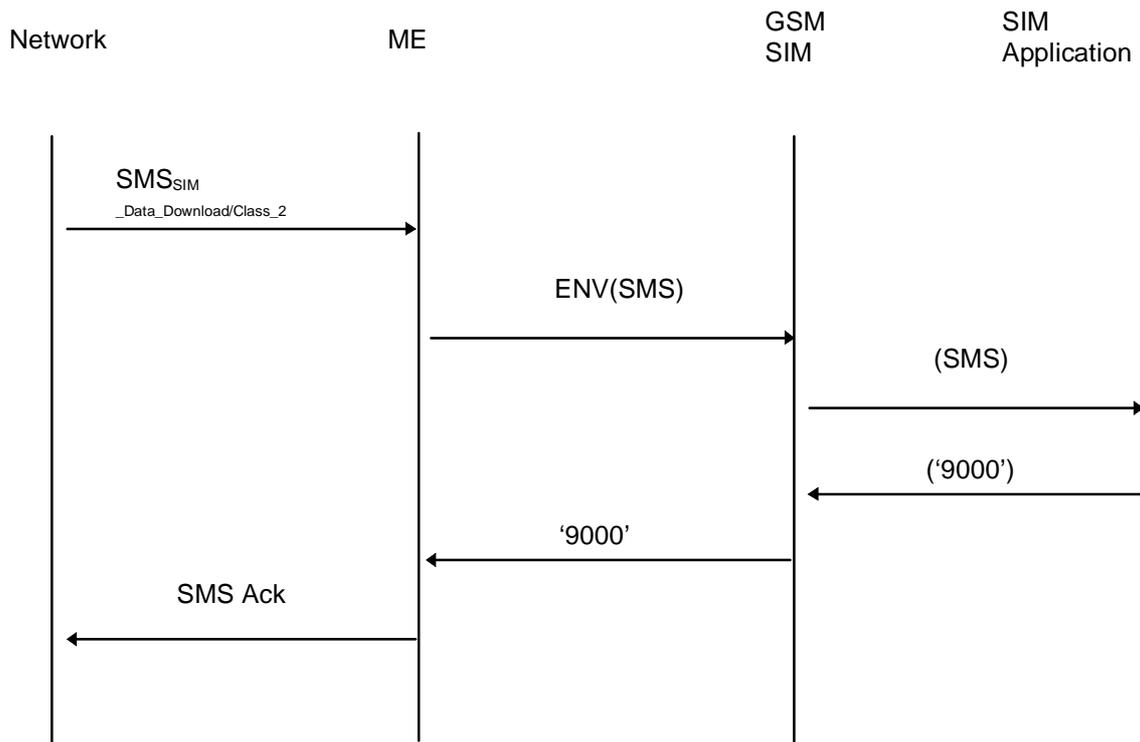 Network
ME
GSM
SIM
SIM
Application
SMSSIM
_Data_Download/Class_2
ENV(SMS)
(SMS)
(‘9000’)
‘9000’
SMS Ack